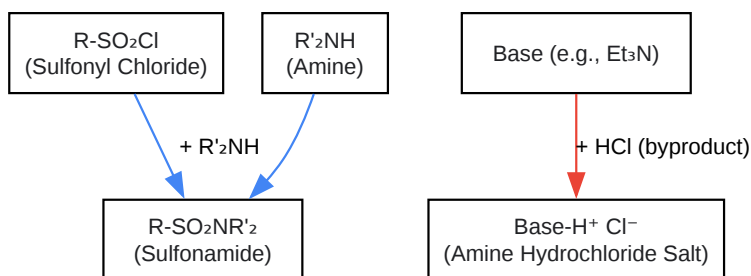 R-SO₂Cl
(Sulfonyl Chloride)
R'₂NH
(Amine)
Base (e.g., Et₃N)
+ R'₂NH
+ HCl (byproduct)
R-SO₂NR'₂
(Sulfonamide)
Base-H⁺ Cl⁻
(Amine Hydrochloride Salt)